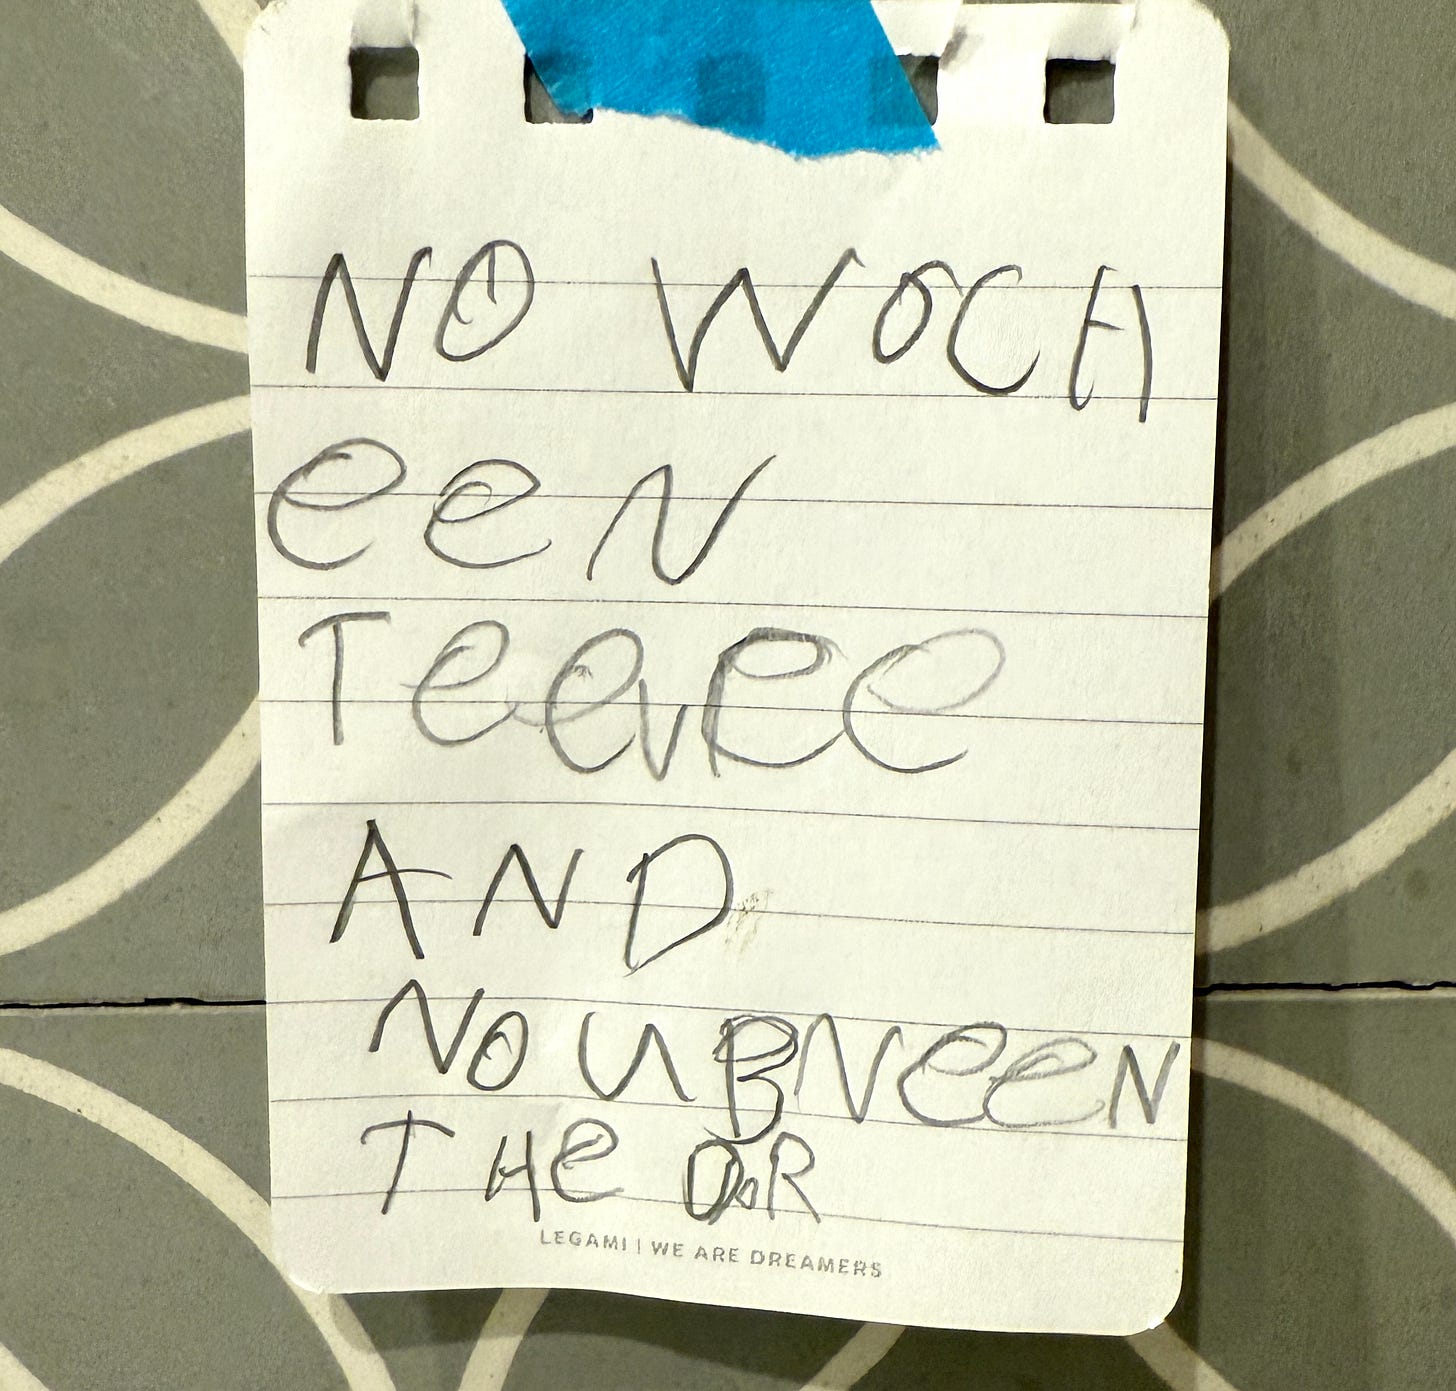 NO WOCH
eeN
TeeVee
AND
NO UBNeeN
THe DoR
LEGAMI | WE ARE DREAMERS